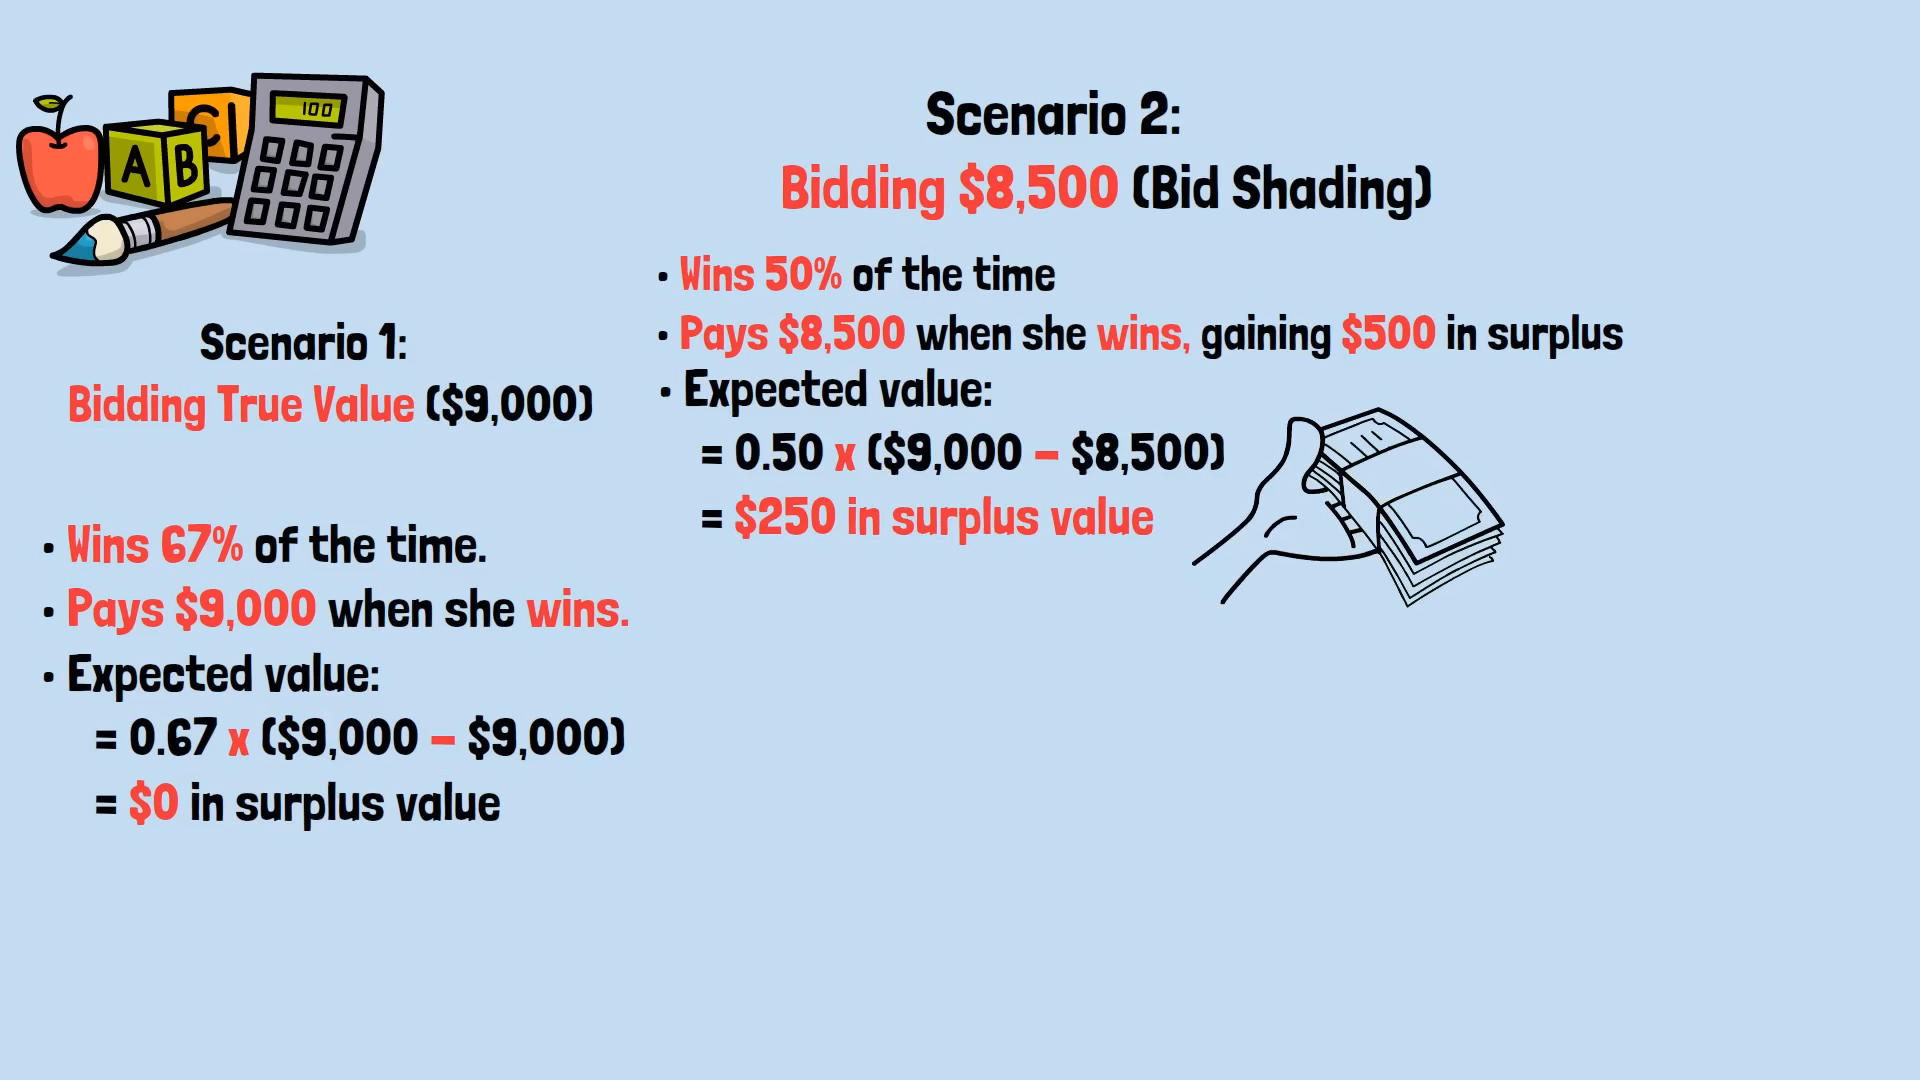 100
A B C
Scenario 1:
Bidding True Value ($9,000)
• Wins 67% of the time.
• Pays $9,000 when she wins.
• Expected value:
= 0.67 x ($9,000 – $9,000)
= $0 in surplus value
Scenario 2:
Bidding $8,500 (Bid Shading)
• Wins 50% of the time
• Pays $8,500 when she wins, gaining $500 in surplus
• Expected value:
= 0.50 x ($9,000 – $8,500)
= $250 in surplus value